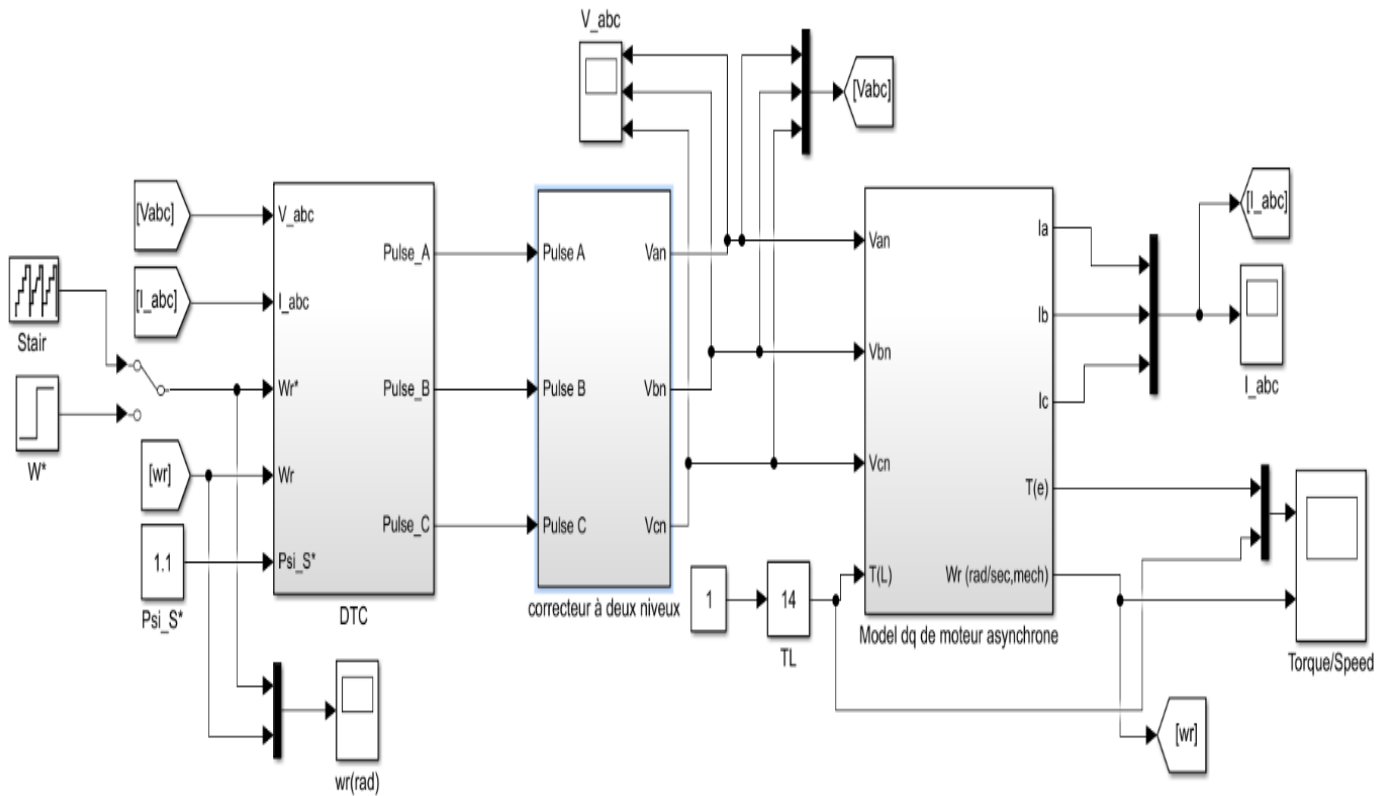 V_abc
[Vabc]
[Vabc]
V_abc
Pulse_A
Pulse A
Van
Van
Ia
[I_abc]
[I_abc]
I_abc
Ib
I_abc
Stair
Vbn
Wr*
Pulse_B
Pulse B
Vbn
Ic
W*
[wr]
Wr
Vcn
T(e)
Pulse_C
Pulse C
Vcn
1.1
Psi_S*
Psi_S*
DTC
correcteur à deux niveux
1
14
TL
T(L)
Wr (rad/sec,mech)
Model dq de moteur asynchrone
Torque/Speed
[wr]
wr(rad)